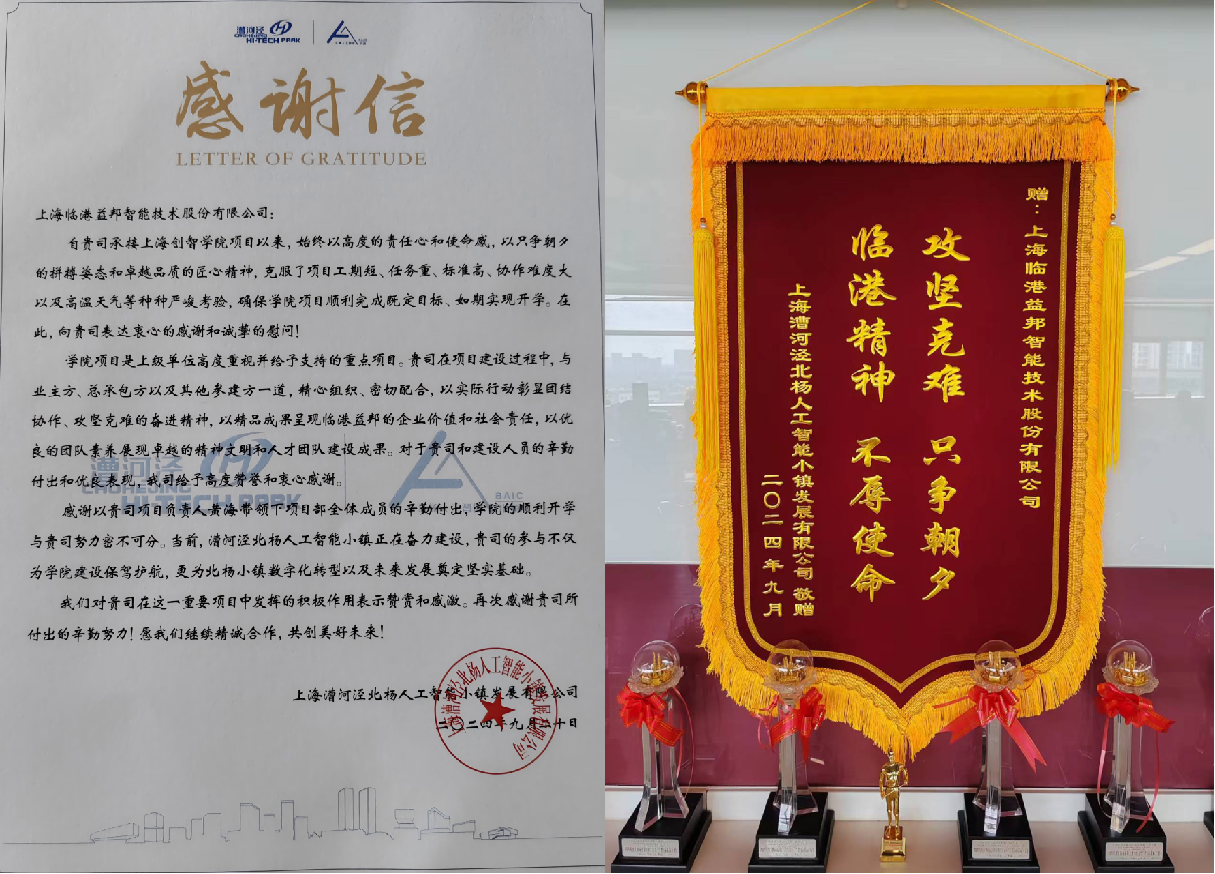 漕河泾
CAOHEJING
HI-TECH PARK
感谢信
LETTER OF GRATITUDE
上海临港益邦智能技术股份有限公司：
自贵司承接上海创智学院项目以来，始终以高度的责任心和使命感，以只争朝夕
的拼搏姿态和卓越品质的匠心精神，克服了项目工期短、任务重、标准高、协作难度大
以及高温天气等种种严峻考验，确保学院项目顺利完成既定目标、如期实现开学。在
此，向贵司表达衷心的感谢和诚挚的慰问！
学院项目是上级单位高度重视并给予支持的重点项目。贵司在项目建设过程中，与
业主方、总承包方以及其他参建方一道，精心组织、密切配合，以实际行动彰显团结
协作、攻坚克难的奋进精神，以精品成果呈现临港益邦的企业价值和社会责任，以优
良的团队素养展现卓越的精神文明和人才团队建设成果。对于贵司和建设人员的辛勤
付出和优良表现，我司给予高度赞誉和衷心感谢。
感谢以贵司项目负责人黄海带领下项目部全体成员的辛勤付出，学院的顺利开学
与贵司努力密不可分。当前，漕河泾北杨人工智能小镇正在奋力建设，贵司的参与不仅
为学院建设保驾护航，更为北杨小镇数字化转型以及未来发展奠定坚实基础。
我们对贵司在这一重要项目中发挥的积极作用表示赞赏和感激。再次感谢贵司所
付出的辛勤努力！愿我们继续精诚合作，共创美好未来！
上海漕河泾北杨人工智能小镇发展有限公司
二〇二四年九月二十日
漕河泾
CAOHEJING
HI-TECH PARK
BAIC
上海漕河泾北杨人工智能小镇发展有限公司
赠：上海临港益邦智能技术股份有限公司
攻坚克难 只争朝夕
临港精神 不辱使命
上海漕河泾北杨人工智能小镇发展有限公司 敬赠
二〇二四年九月